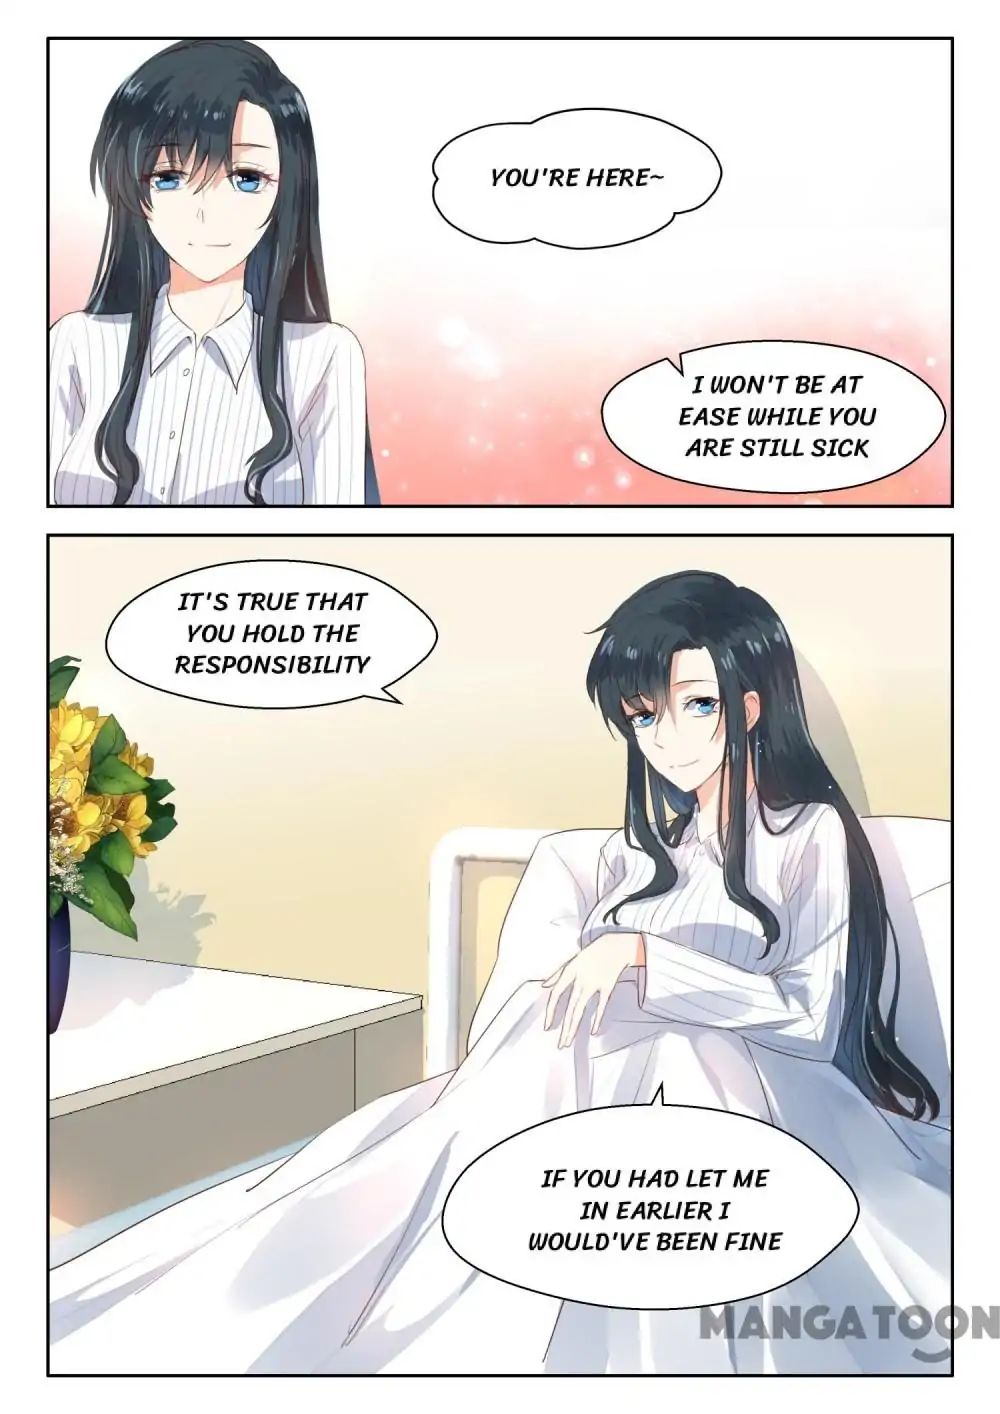 YOU'RE HERE~
I WON'T BE AT
EASE WHILE YOU
ARE STILL SICK
IT'S TRUE THAT
YOU HOLD THE
RESPONSIBILITY
IF YOU HAD LET ME
IN EARLIER I
WOULD'VE BEEN FINE
MANGATOON